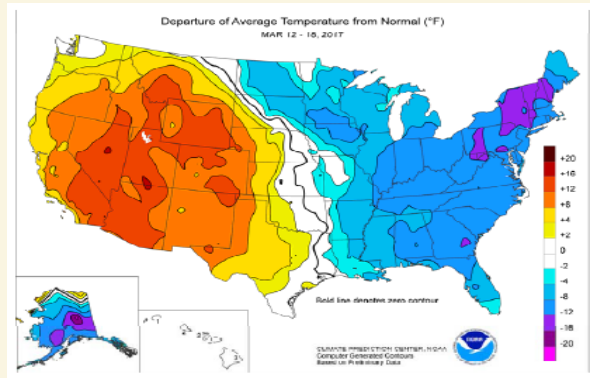 Departure of Average Temperature from Normal (°F)
MAR 12 - 18, 2017
+20
+16
+12
+8
+4
+2
0
-2
-4
-8
-12
-16
-20
Bold line denotes zero contour
CLIMATE PREDICTION CENTER, NOAA
Computer Generated Contours
Based on Preliminary Data